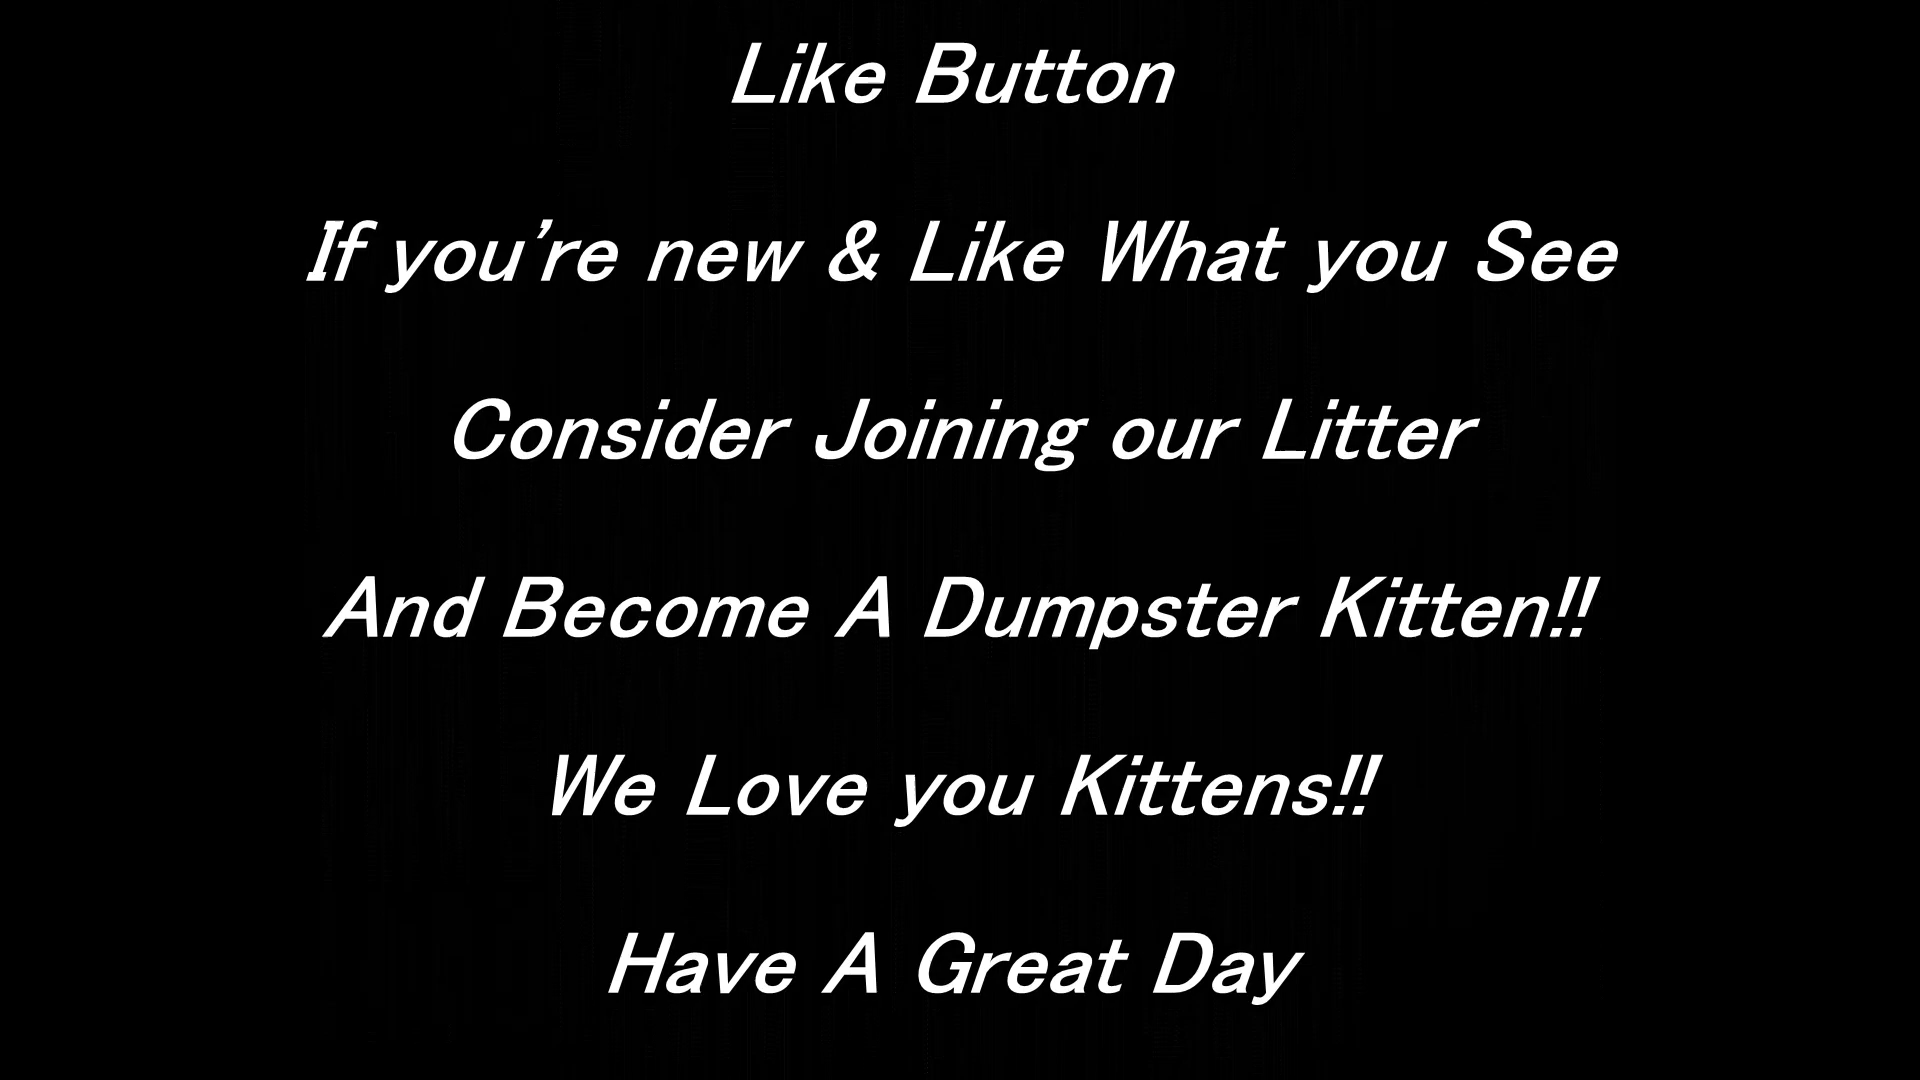 Like Button
If you're new & Like What you See
Consider Joining our Litter
And Become A Dumpster Kitten!!
We Love you Kittens!!
Have A Great Day